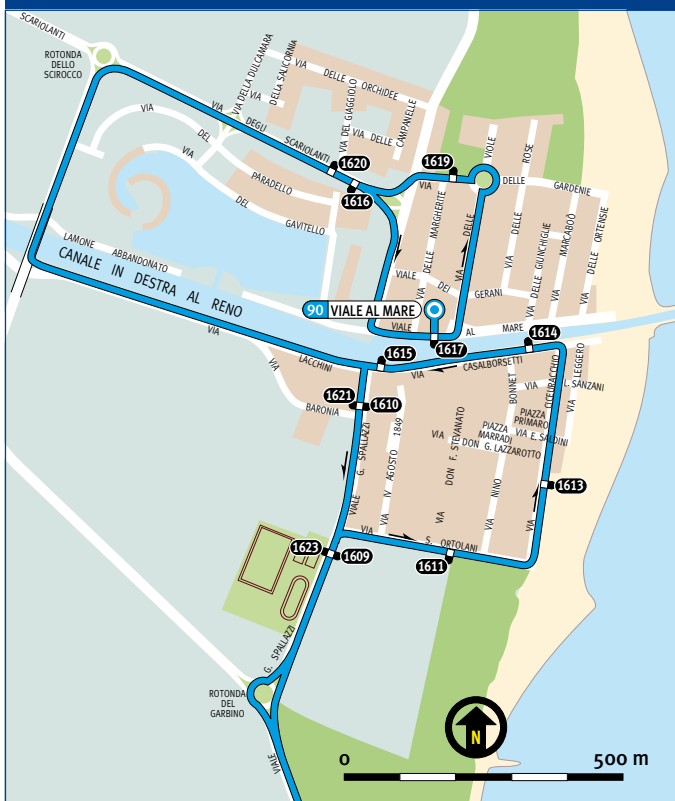 SCARIOLANTI
ROTONDA
DELLO
SCIROCCO
VIA DELLA DULCAMARA
DELLA SALICORNIA
VIA DELLE ORCHIDEE
VIA DEL GIAGGIOLO
VIA DELLE
CAMPANELLE
VIA DEGLI SCARIOLANTI
VIA DEL
PARADELLO
VIA DEL GAVITELLO
1620
1616
1619
VIA DELLE GARDENIE
VIOLE
VIA DELLE
ROSE
VIA DELLE
VIA DELLE MARGHERITE
VIA DELLE GIUNCHIGLIE
VIA MARCABOÒ
VIA DELLE ORTENSIE
VIALE DEI GERANI
LAMONE ABBANDONATO
CANALE IN DESTRA AL RENO
90 VIALE AL MARE
VIALE AL MARE
1617
1614
1615
VIA LACCHINI
VIA CASALBORSETTI
VIA BARONIA
1621
1610
BONNET
CICEURACCHIO
VIA L. SANZANI
VIA P. LEGGERO
PIAZZA
PRIMARO
PIAZZA
MARRADI
VIA E. SALDINI
VIA DON G. LAZZAROTTO
VIALE G. SPALLAZZI
VIA IV AGOSTO 1849
VIA DON F. STEVANATO
VIA NINO
VIA
1613
VIA S. ORTOLANI
1611
1623
1609
G. SPALLAZZI
ROTONDA
DEL
GARBINO
VIALE
N
0 500 m